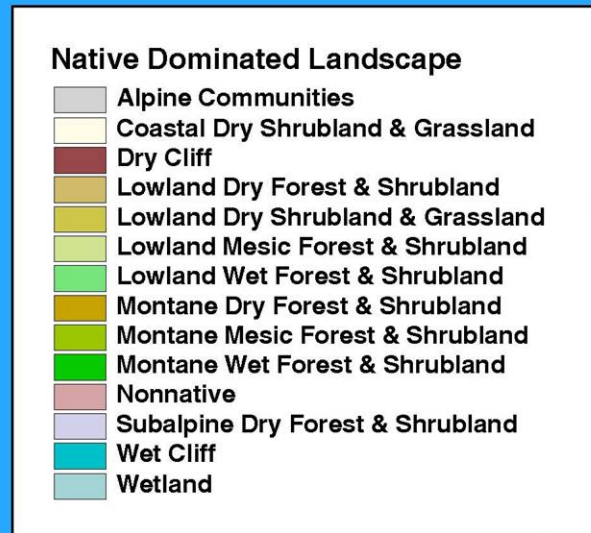 Native Dominated Landscape
Alpine Communities
Coastal Dry Shrubland & Grassland
Dry Cliff
Lowland Dry Forest & Shrubland
Lowland Dry Shrubland & Grassland
Lowland Mesic Forest & Shrubland
Lowland Wet Forest & Shrubland
Montane Dry Forest & Shrubland
Montane Mesic Forest & Shrubland
Montane Wet Forest & Shrubland
Nonnative
Subalpine Dry Forest & Shrubland
Wet Cliff
Wetland